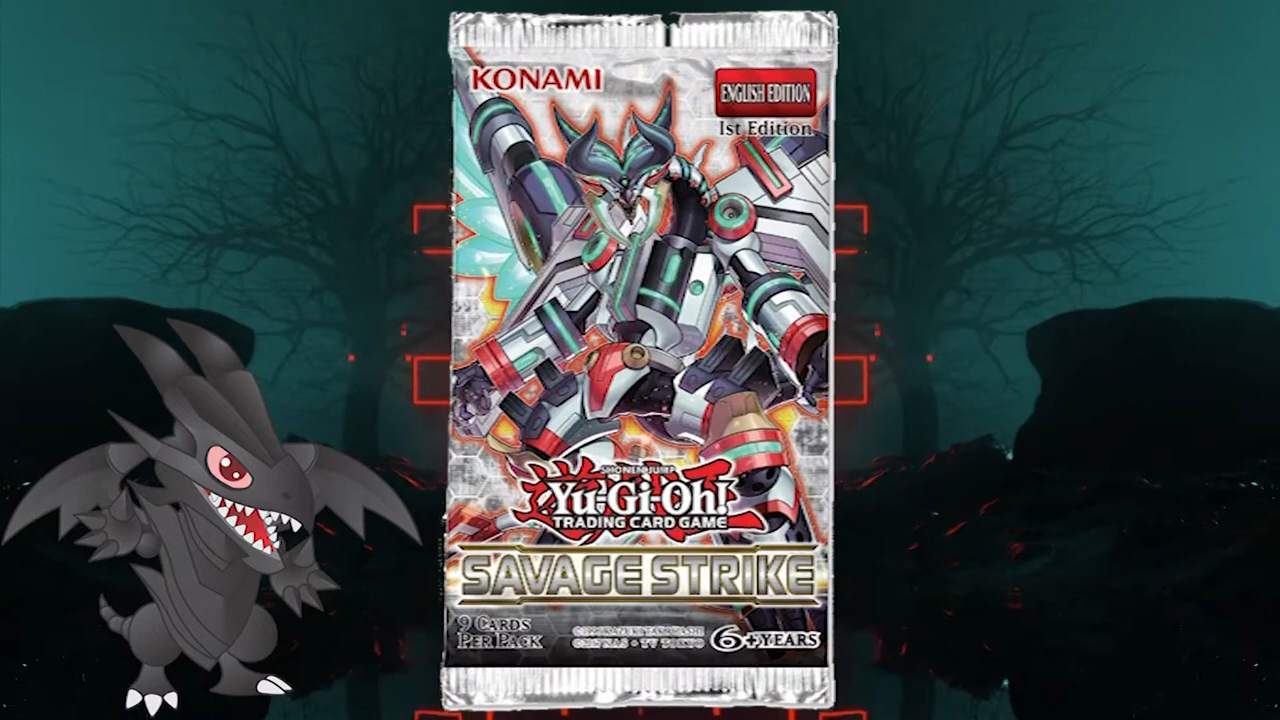 KONAMI
ENGLISH EDITION
1st Edition
SHONEN JUMP
Yu-Gi-Oh!
TRADING CARD GAME
SAVAGE STRIKE
9 CARDS
PER PACK
6+YEARS